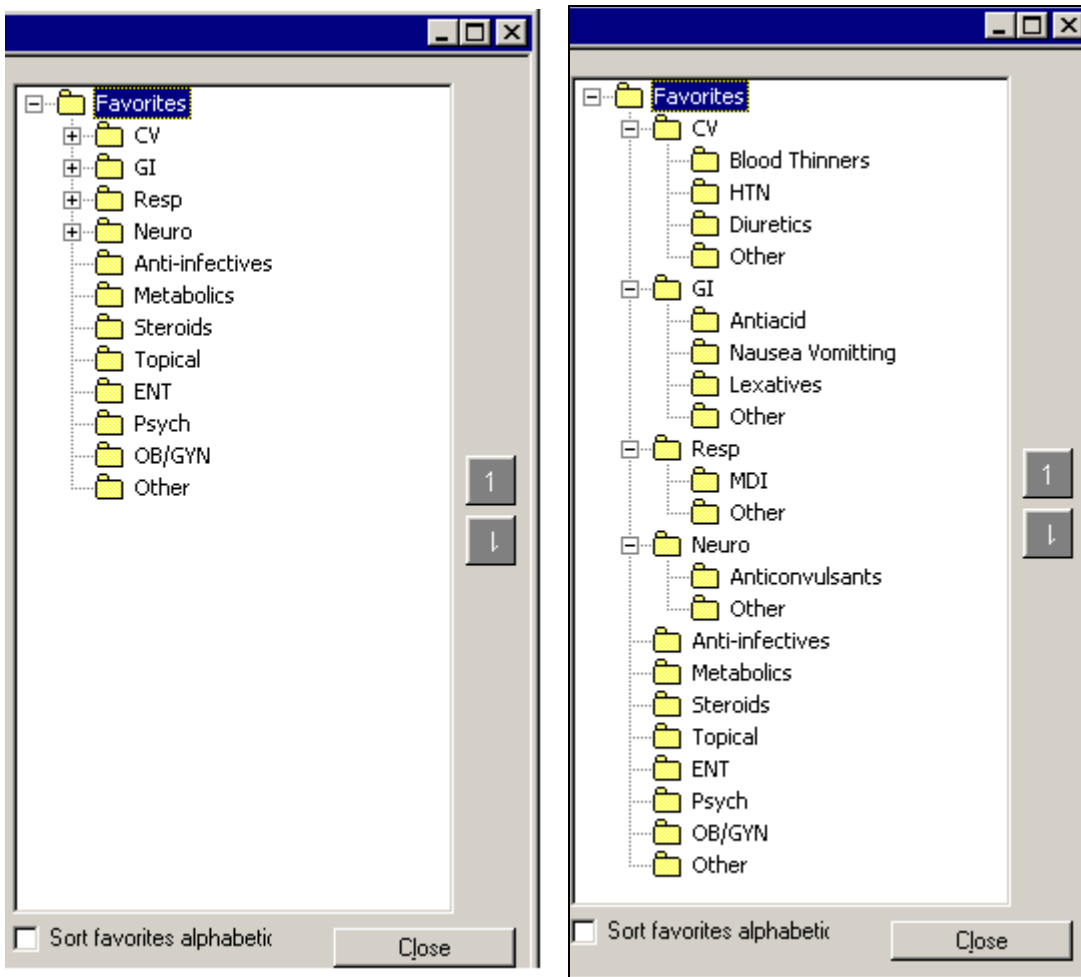 Favorites
CV
GI
Resp
Neuro
Anti-infectives
Metabolics
Steroids
Topical
ENT
Psych
OB/GYN
Other
Sort favorites alphabetic
Close
Favorites
CV
Blood Thinners
HTN
Diuretics
Other
GI
Antiacid
Nausea Vomitting
Lexatives
Other
Resp
MDI
Other
Neuro
Anticonvulsants
Other
Anti-infectives
Metabolics
Steroids
Topical
ENT
Psych
OB/GYN
Other
Sort favorites alphabetic
Close